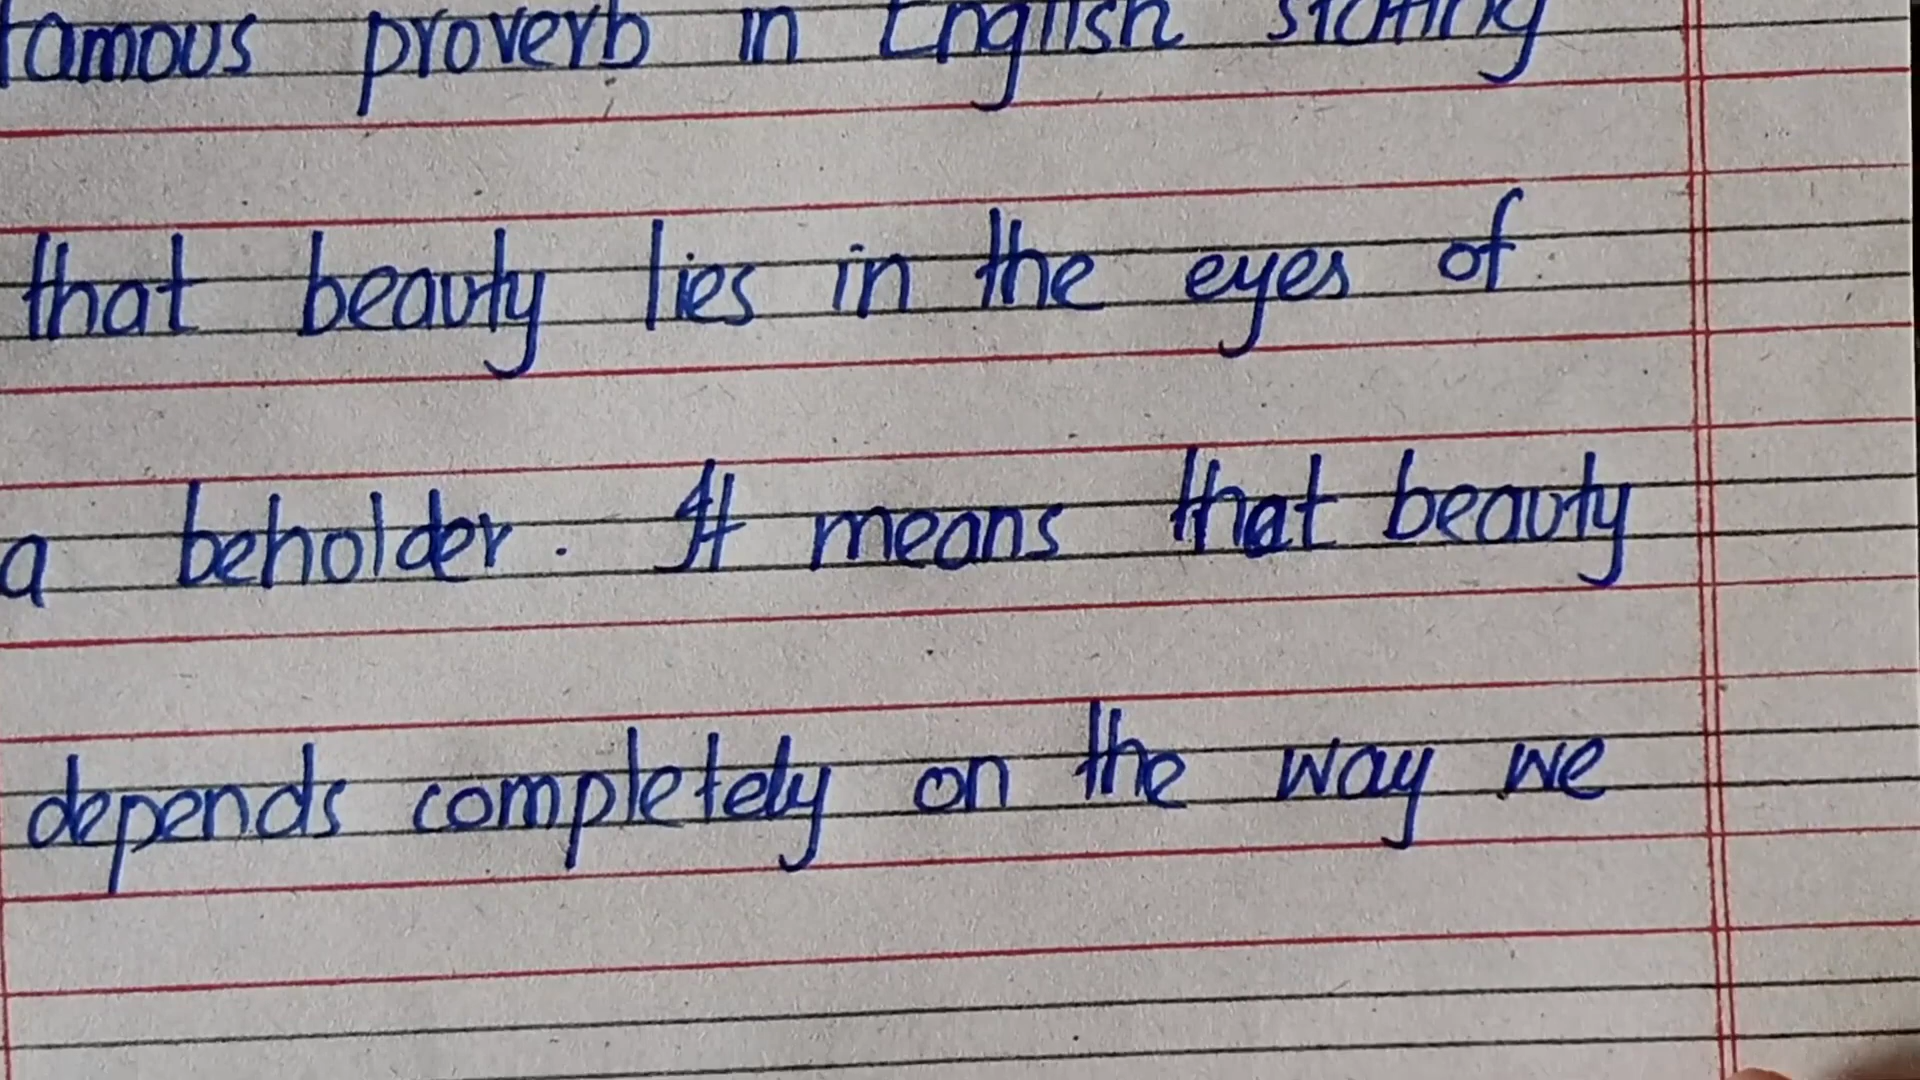 famous proverb in English stating
that beauty lies in the eyes of
a beholder. It means that beauty
depends completely on the way we